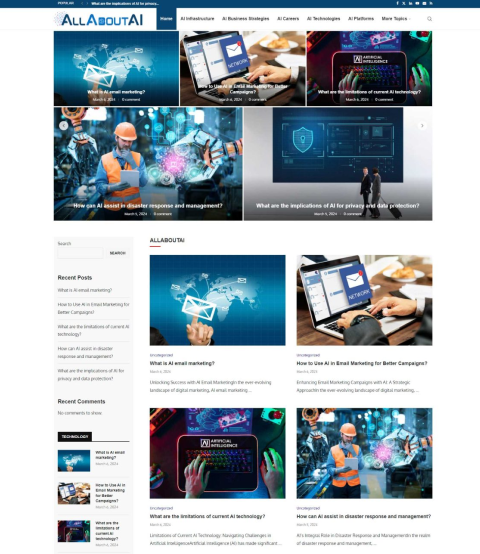 What are the implications of AI for privacy...
ALLABOUTAI
Home
AI Infrastructure
AI Business Strategies
AI Careers
AI Technologies
AI Platforms
More Topics
What is AI email marketing?
March 6, 2024 0 comment
How to Use AI in Email Marketing for Better
Campaigns?
March 6, 2024 0 comment
NETWORK
ARTIFICIAL
INTELLIGENCE
What are the limitations of current AI technology?
March 6, 2024 0 comment
How can AI assist in disaster response and management?
March 5, 2024 0 comment
What are the implications of AI for privacy and data protection?
March 5, 2024 0 comment
Search
SEARCH
Recent Posts
What is AI email marketing?
How to Use AI in Email Marketing for
Better Campaigns?
What are the limitations of current AI
technology?
How can AI assist in disaster
response and management?
What are the implications of AI for
privacy and data protection?
Recent Comments
No comments to show.
TECHNOLOGY
What is AI email
marketing?
March 6, 2024
How to Use AI in
Email Marketing
for Better
Campaigns?
March 6, 2024
What are the
limitations of
current AI
technology?
March 6, 2024
ALLABOUTAI
Uncategorized
What is AI email marketing?
March 6, 2024
Unlocking Success with AI Email MarketingIn the ever-evolving
landscape of digital marketing, AI email marketing...
NETWORK
Uncategorized
How to Use AI in Email Marketing for Better Campaigns?
March 6, 2024
Enhancing Email Marketing Campaigns with AI: A Strategic
ApproachIn the ever-evolving landscape of digital marketing, ...
AI ARTIFICIAL
INTELLIGENCE
Uncategorized
What are the limitations of current AI technology?
March 6, 2024
Limitations of Current AI Technology: Navigating Challenges in
Artificial IntelligenceArtificial intelligence (AI) has made significant ...
Uncategorized
How can AI assist in disaster response and management?
March 5, 2024
AI's Integral Role in Disaster Response and ManagementIn the realm
of disaster response and management, ...